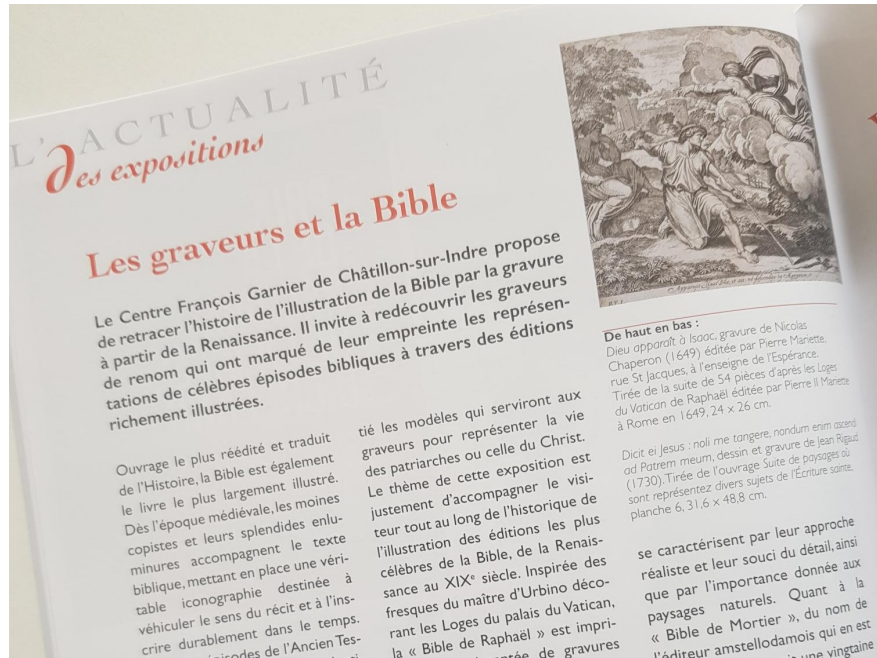 L'ACTUALITÉ
des expositions
Les graveurs et la Bible
Le Centre François Garnier de Châtillon-sur-Indre propose
de retracer l'histoire de l'illustration de la Bible par la gravure
à partir de la Renaissance. Il invite à redécouvrir les graveurs
de renom qui ont marqué de leur empreinte les représen-
tations de célèbres épisodes bibliques à travers des éditions
richement illustrées.
Ouvrage le plus réédité et traduit
de l'Histoire, la Bible est également
le livre le plus largement illustré.
Dès l'époque médiévale, les moines
copistes et leurs splendides enlu-
minures accompagnent le texte
biblique, mettant en place une véri-
table iconographie destinée à
véhiculer le sens du récit et à l'ins-
crire durablement dans le temps.
de l'Ancien Tes-
tié les modèles qui serviront aux
graveurs pour représenter la vie
des patriarches ou celle du Christ.
Le thème de cette exposition est
justement d'accompagner le visi-
teur tout au long de l'historique de
l'illustration des éditions les plus
célèbres de la Bible, de la Renais-
sance au XIXe siècle. Inspirée des
fresques du maître d'Urbino déco-
rant les Loges du palais du Vatican,
la « Bible de Raphaël » est impri-
de gravures
De haut en bas :
Dieu apparaît à Isaac, gravure de Nicolas
Chaperon (1649) éditée par Pierre Mariette,
rue St Jacques, à l'enseigne de l'Espérance.
Tirée de la suite de 54 pièces d'après les Loges
du Vatican de Raphaël éditée par Pierre II Mariette
à Rome en 1649, 24 x 26 cm.
Dicit ei Jesus : noli me tangere, nondum enim ascend
ad Patrem meum, dessin et gravure de Jean Rigaud
(1730). Tirée de l'ouvrage Suite de paysages où
sont représentez divers sujets de l'Écriture sainte,
planche 6, 31,6 x 48,8 cm.
se caractérisent par leur approche
réaliste et leur souci du détail, ainsi
que par l'importance donnée aux
paysages naturels. Quant à la
« Bible de Mortier », du nom de
l'éditeur amstellodamois qui en est
une vingtaine